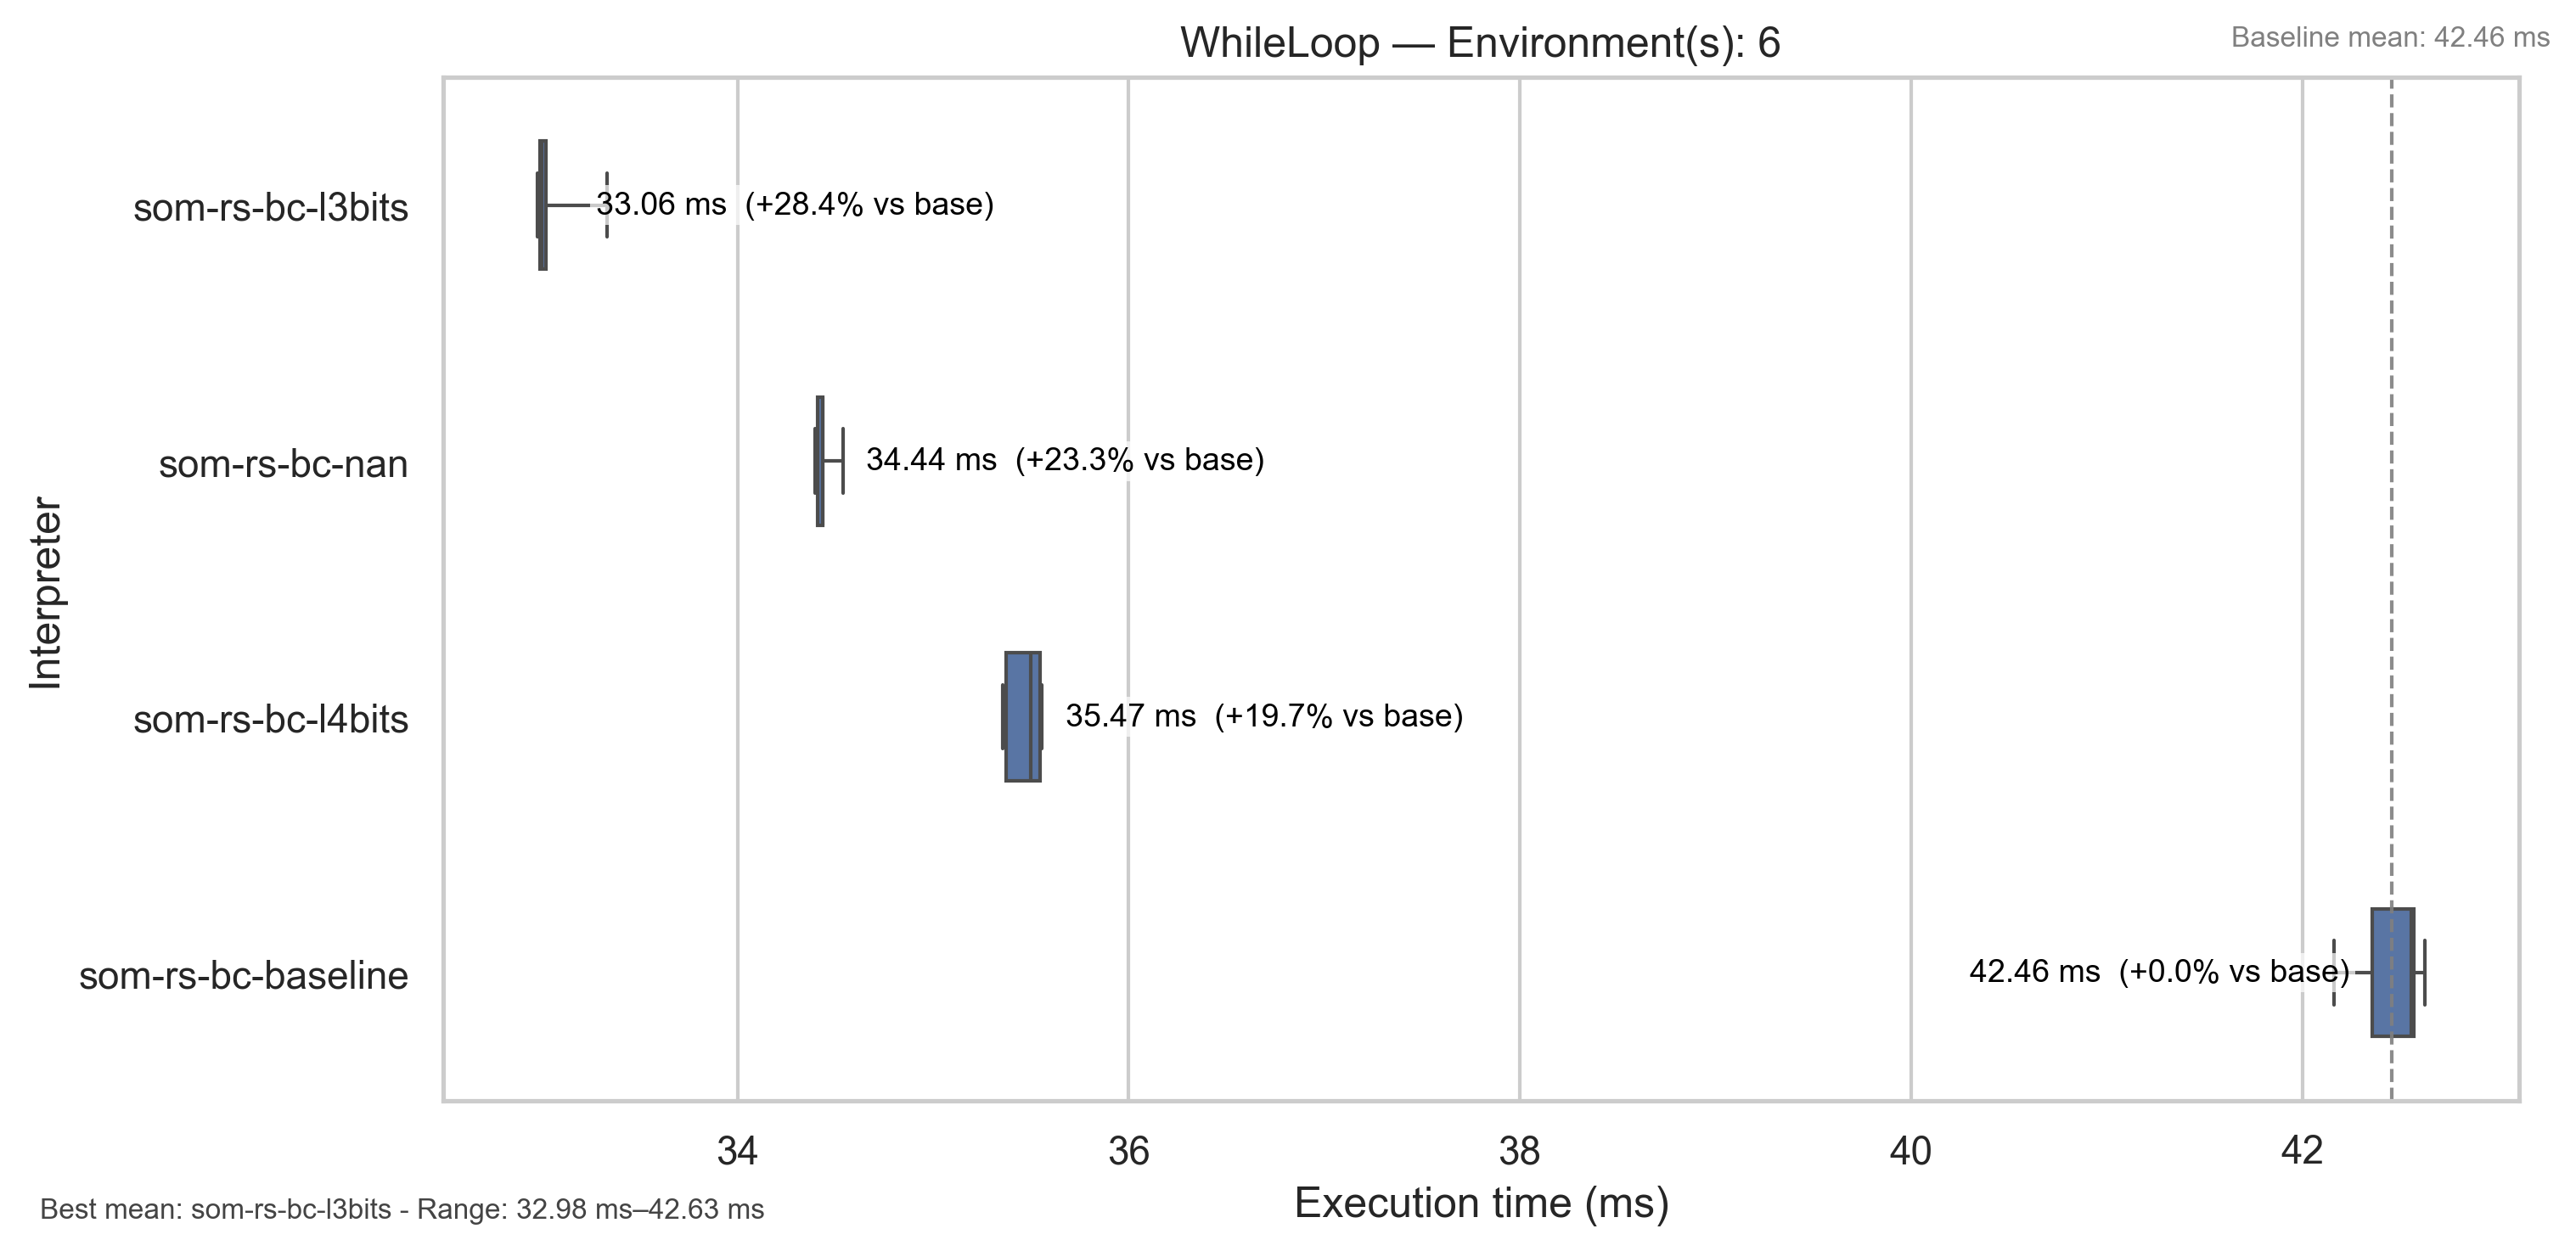 WhileLoop — Environment(s): 6
Baseline mean: 42.46 ms
Interpreter
som-rs-bc-l3bits
33.06 ms  (+28.4% vs base)
som-rs-bc-nan
34.44 ms  (+23.3% vs base)
som-rs-bc-l4bits
35.47 ms  (+19.7% vs base)
som-rs-bc-baseline
42.46 ms  (+0.0% vs base)
34 36 38 40 42
Execution time (ms)
Best mean: som-rs-bc-l3bits - Range: 32.98 ms–42.63 ms